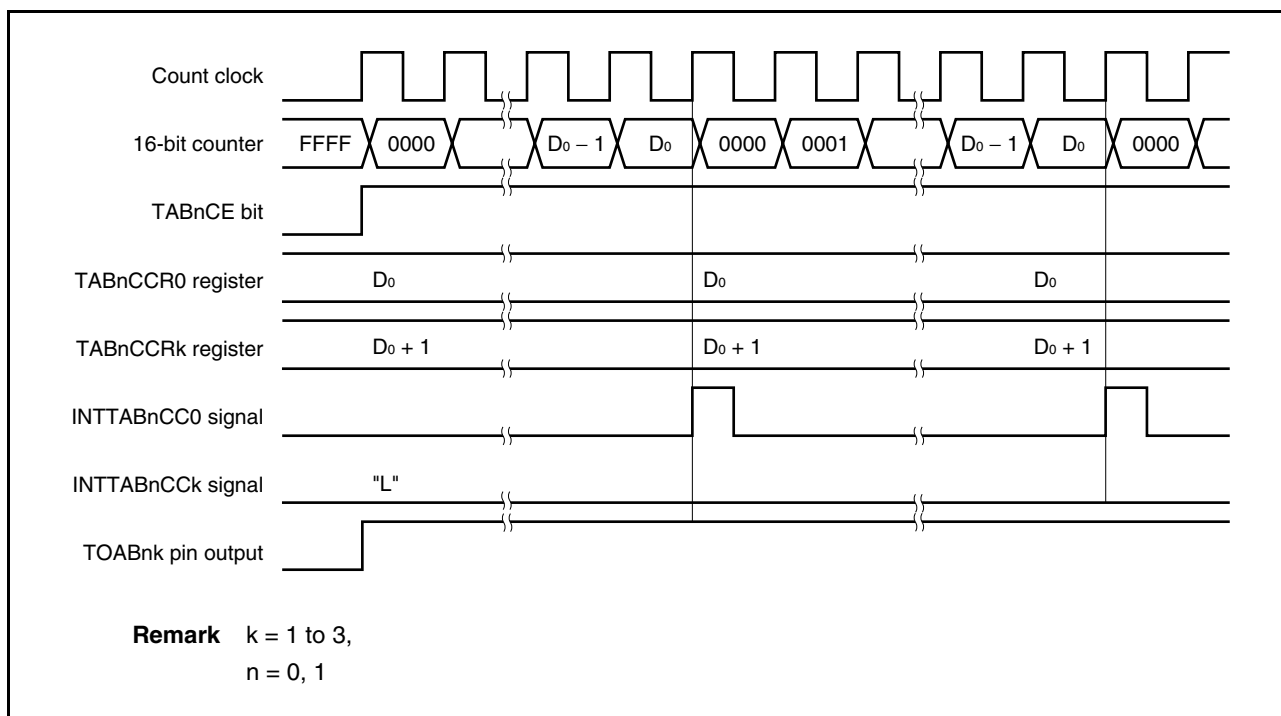 Count clock
16-bit counter FFFF 0000 D0 − 1 D0 0000 0001 D0 − 1 D0 0000
TABnCE bit
TABnCCR0 register D0 D0 D0
TABnCCRk register D0 + 1 D0 + 1 D0 + 1
INTTABnCC0 signal
INTTABnCCk signal "L"
TOABnk pin output
Remark k = 1 to 3,
n = 0, 1